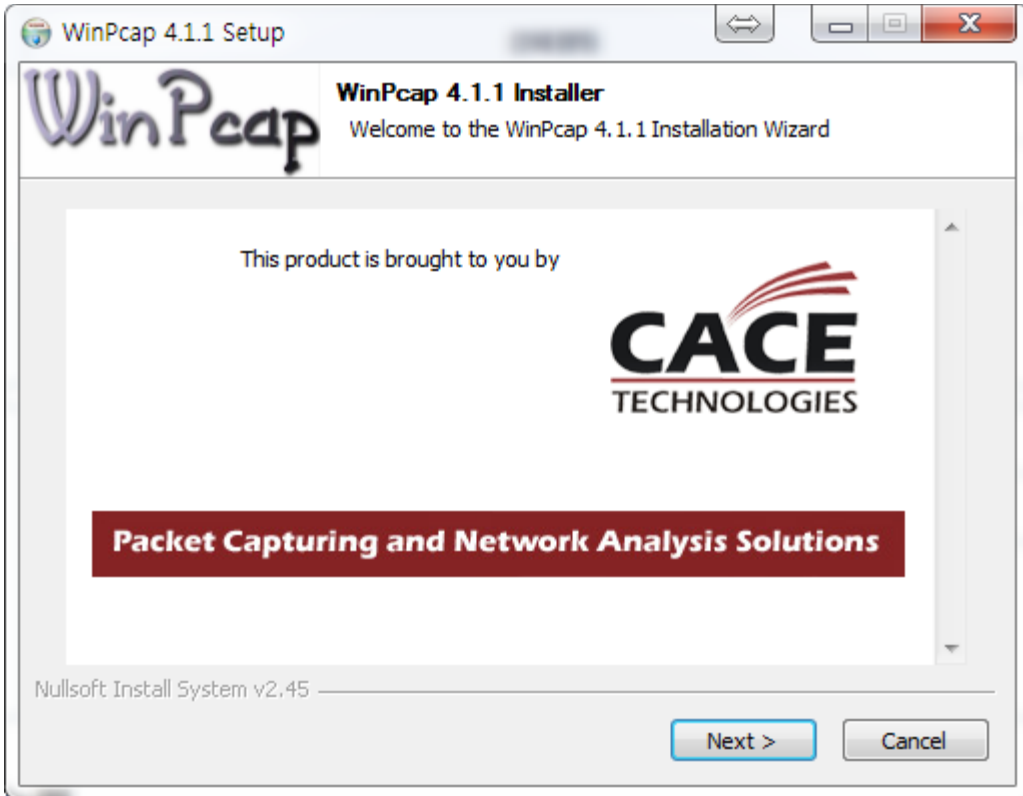 WinPcap 4.1.1 Setup
WinPcap
WinPcap 4.1.1 Installer
Welcome to the WinPcap 4.1.1 Installation Wizard
This product is brought to you by
CACE
TECHNOLOGIES
Packet Capturing and Network Analysis Solutions
Nullsoft Install System v2.45
Next >
Cancel